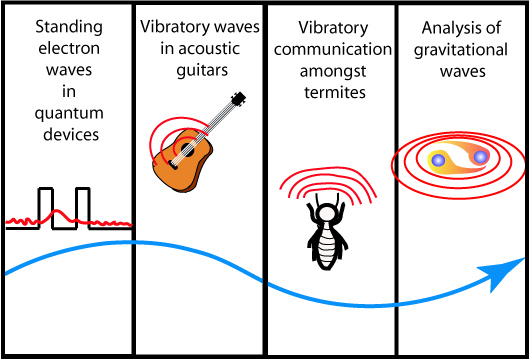 Standing
electron
waves
in
quantum
devices
Vibratory waves
in acoustic
guitars
Vibratory
communication
amongst
termites
Analysis of
gravitational
waves